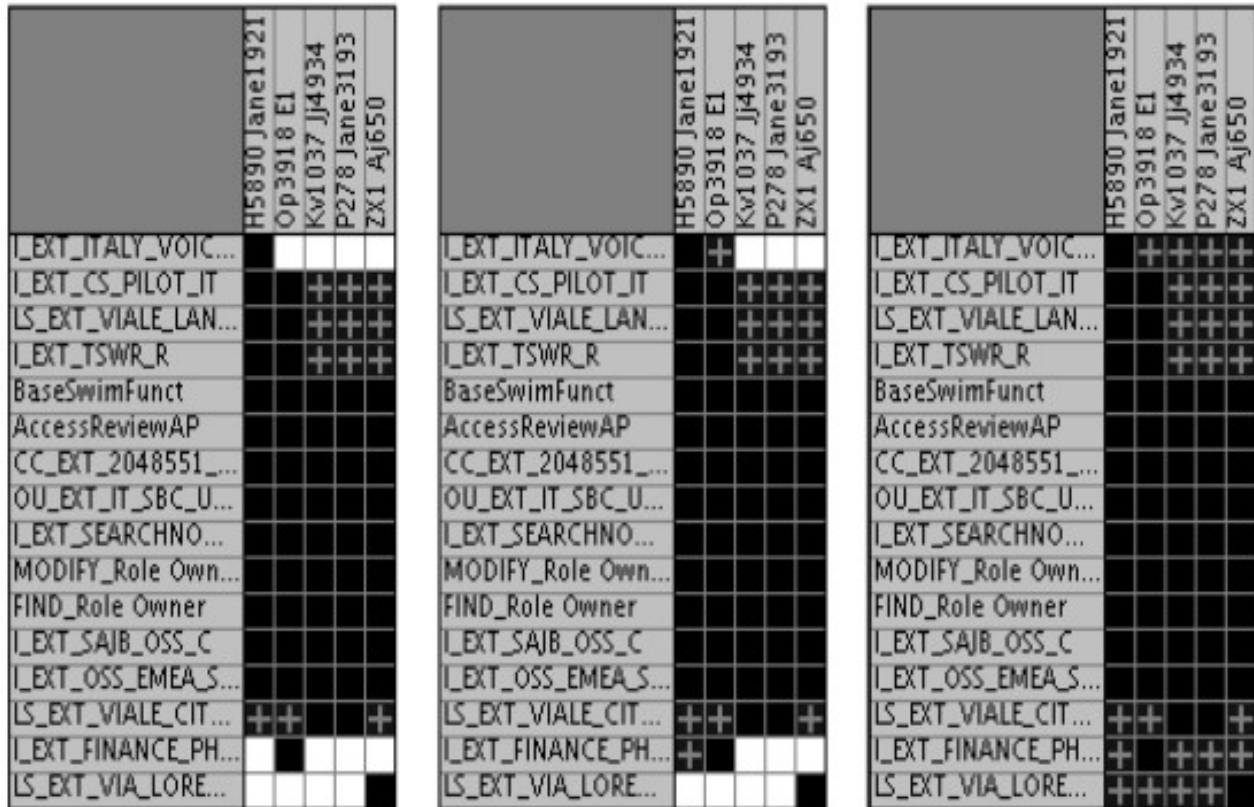 H5890 Jane1921
Op3918 E1
Kv1037 Jj4934
P278 Jane3193
ZX1 Aj650
I_EXT_ITALY_VOIC...
I_EXT_CS_PILOT_IT
LS_EXT_VIALE_LAN...
I_EXT_TSWR_R
BaseSwimFunct
AccessReviewAP
CC_EXT_2048551_...
OU_EXT_IT_SBC_U...
I_EXT_SEARCHNO...
MODIFY_Role Own...
FIND_Role Owner
I_EXT_SAJB_OSS_C
I_EXT_OSS_EMEA_S...
LS_EXT_VIALE_CIT...
I_EXT_FINANCE_PH...
LS_EXT_VIA_LORE...
H5890 Jane1921
Op3918 E1
Kv1037 Jj4934
P278 Jane3193
ZX1 Aj650
I_EXT_ITALY_VOIC...
I_EXT_CS_PILOT_IT
LS_EXT_VIALE_LAN...
I_EXT_TSWR_R
BaseSwimFunct
AccessReviewAP
CC_EXT_2048551_...
OU_EXT_IT_SBC_U...
I_EXT_SEARCHNO...
MODIFY_Role Own...
FIND_Role Owner
I_EXT_SAJB_OSS_C
I_EXT_OSS_EMEA_S...
LS_EXT_VIALE_CIT...
I_EXT_FINANCE_PH...
LS_EXT_VIA_LORE...
H5890 Jane1921
Op3918 E1
Kv1037 Jj4934
P278 Jane3193
ZX1 Aj650
I_EXT_ITALY_VOIC...
I_EXT_CS_PILOT_IT
LS_EXT_VIALE_LAN...
I_EXT_TSWR_R
BaseSwimFunct
AccessReviewAP
CC_EXT_2048551_...
OU_EXT_IT_SBC_U...
I_EXT_SEARCHNO...
MODIFY_Role Own...
FIND_Role Owner
I_EXT_SAJB_OSS_C
I_EXT_OSS_EMEA_S...
LS_EXT_VIALE_CIT...
I_EXT_FINANCE_PH...
LS_EXT_VIA_LORE...